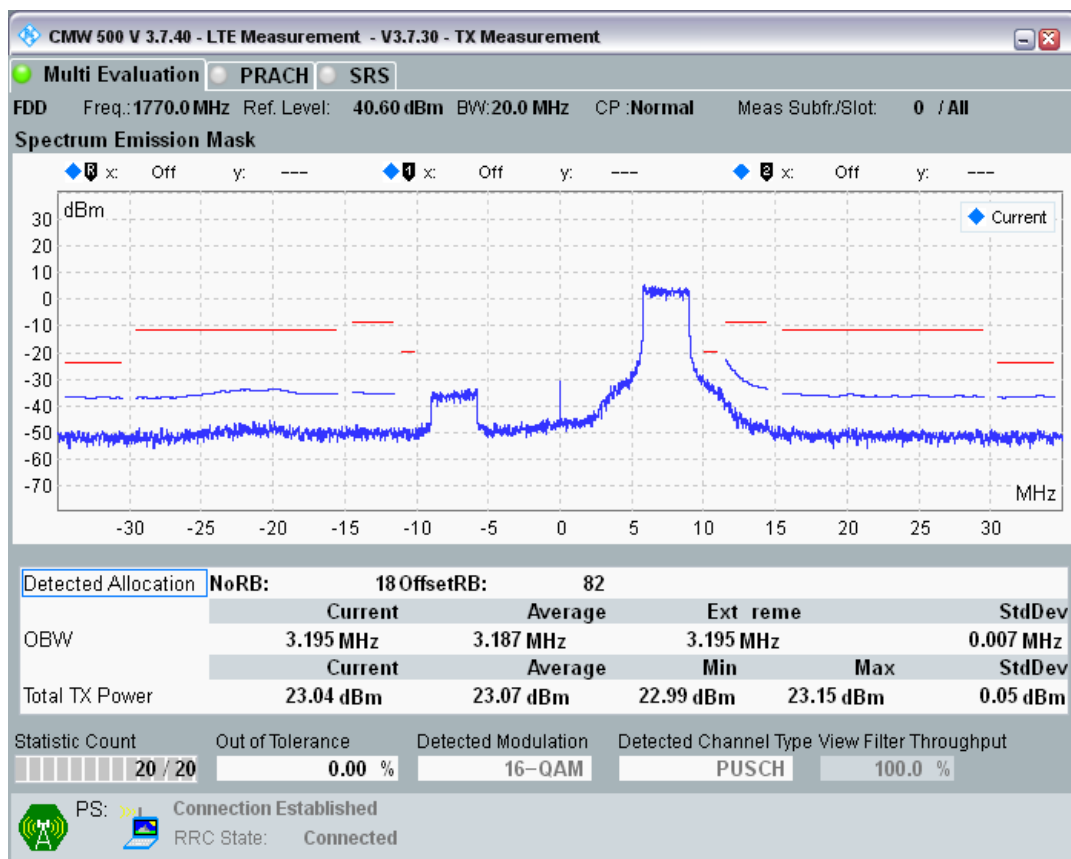 CMW 500 V 3.7.40 - LTE Measurement - V3.7.30 - TX Measurement
Multi Evaluation PRACH SRS
FDD Freq.: 1770.0 MHz Ref. Level: 40.60 dBm BW: 20.0 MHz CP : Normal Meas Subfr./Slot: 0 / All
Spectrum Emission Mask
R x: Off y: --- 1 x: Off y: --- 2 x: Off y: ---
dBm
Current
30
20
10
0
-10
-20
-30
-40
-50
-60
-70
MHz
-30 -25 -20 -15 -10 -5 0 5 10 15 20 25 30
Detected Allocation NoRB: 18 OffsetRB: 82
Current Average Ext reme StdDev
OBW 3.195 MHz 3.187 MHz 3.195 MHz 0.007 MHz
Current Average Min Max StdDev
Total TX Power 23.04 dBm 23.07 dBm 22.99 dBm 23.15 dBm 0.05 dBm
Statistic Count Out of Tolerance Detected Modulation Detected Channel Type View Filter Throughput
20 / 20 0.00 % 16-QAM PUSCH 100.0 %
PS: Connection Established
RRC State: Connected